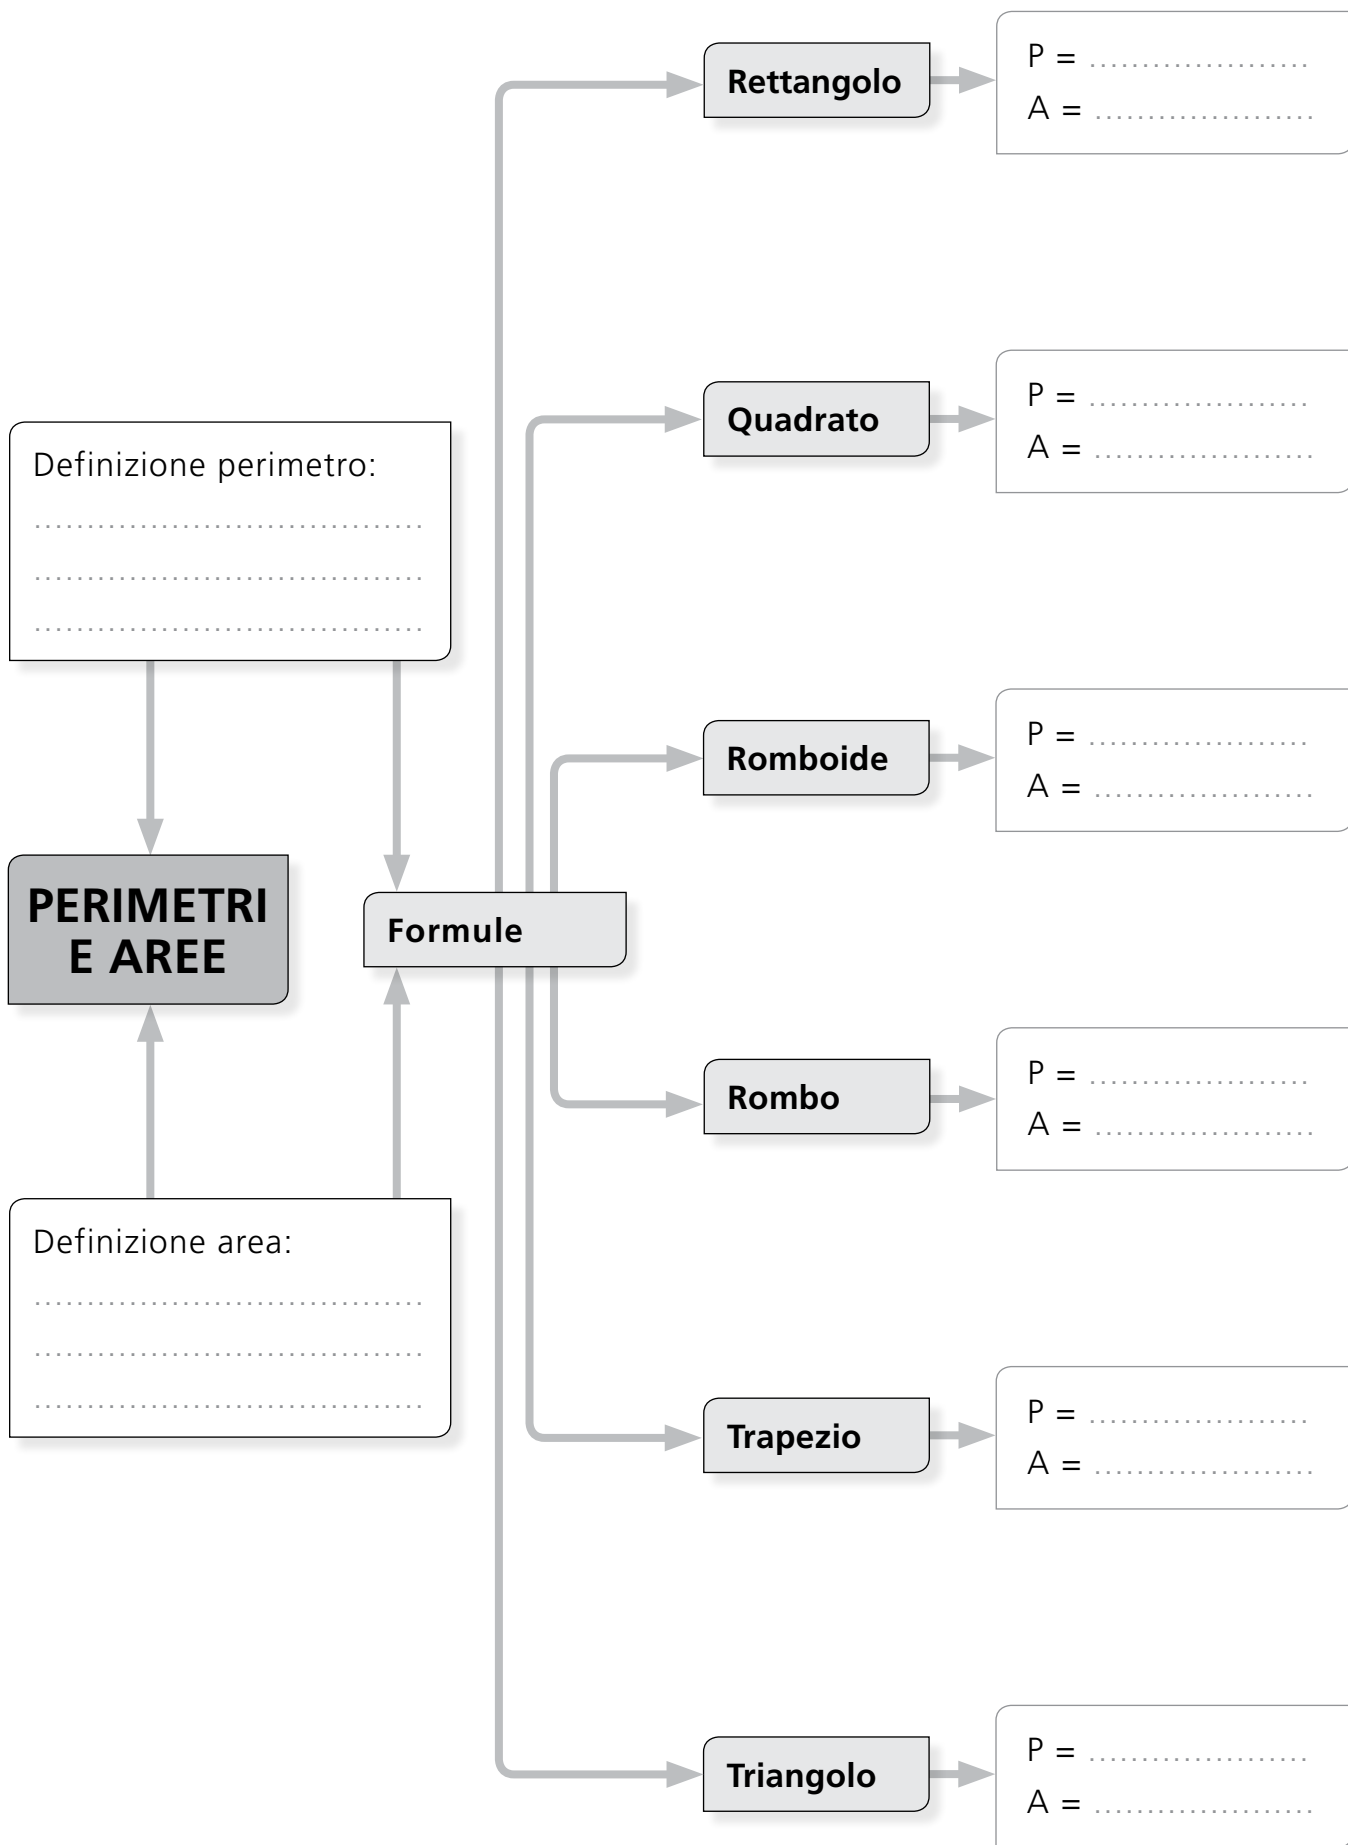 Rettangolo
P = .....................
A = .....................
Quadrato
P = .....................
A = .....................
Definizione perimetro:
.....................................
.....................................
.....................................
Romboide
P = .....................
A = .....................
PERIMETRI
E AREE
Formule
Rombo
P = .....................
A = .....................
Definizione area:
.....................................
.....................................
.....................................
Trapezio
P = .....................
A = .....................
Triangolo
P = .....................
A = .....................